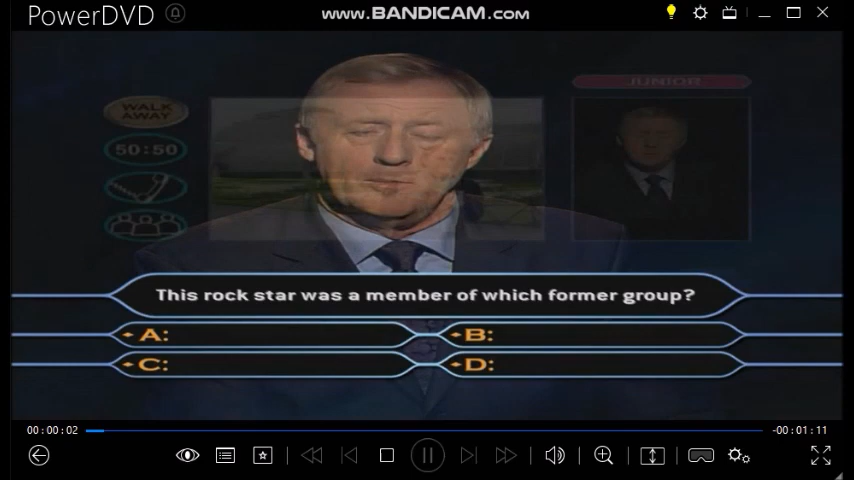 PowerDVD
www.BANDICAM.com
JUNIOR
WALK
AWAY
50:50
This rock star was a member of which former group?
A:
B:
C:
D:
00:00:02
-00:01:11